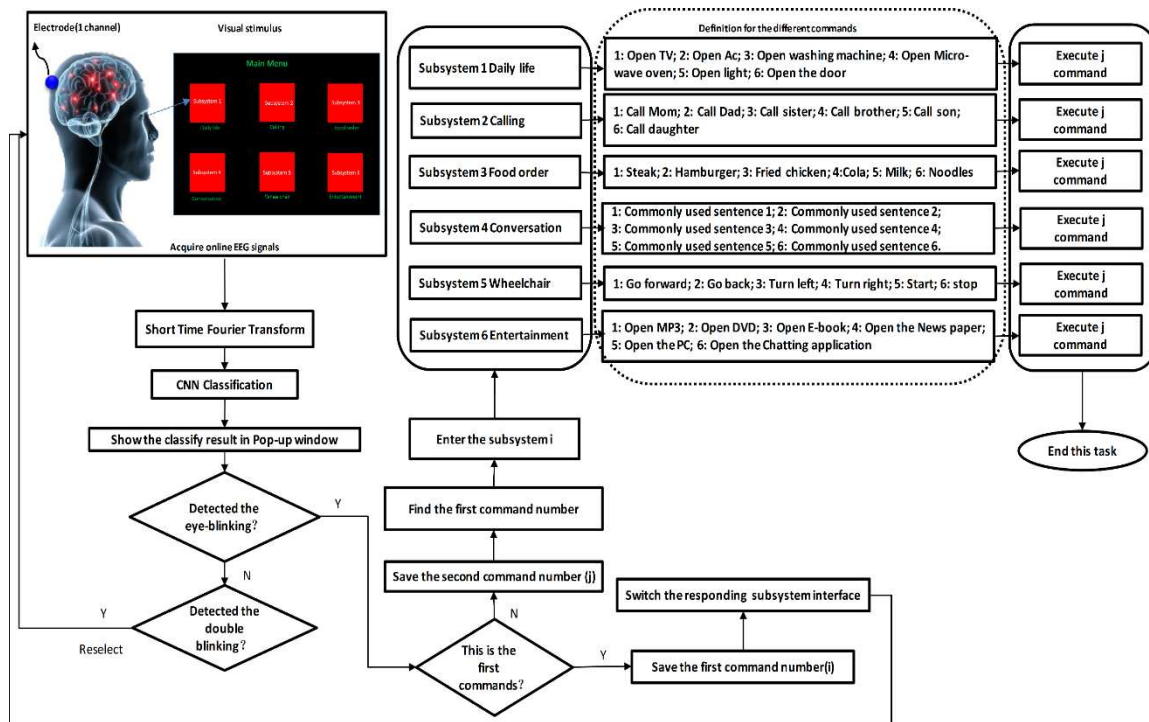 Electrode(1 channel)
Visual stimulus
Main Menu
Subsystem 1
Subsystem 2
Subsystem 3
Daily life
Calling
Food order
Subsystem 4
Subsystem 5
Subsystem 6
Conversation
Wheelchair
Entertainment
Acquire online EEG signals
Short Time Fourier Transform
CNN Classification
Show the classify result in Pop-up window
Detected the
eye-blinking?
Y
N
Detected the
double
blinking?
Y
Reselect
This is the
first
commands?
N
Y
Save the first command number(i)
Switch the responding subsystem interface
Save the second command number (j)
Find the first command number
Enter the subsystem i
Subsystem 1 Daily life
Subsystem 2 Calling
Subsystem 3 Food order
Subsystem 4 Conversation
Subsystem 5 Wheelchair
Subsystem 6 Entertainment
Definition for the different commands
1: Open TV; 2: Open Ac; 3: Open washing machine; 4: Open Micro-
wave oven; 5: Open light; 6: Open the door
1: Call Mom; 2: Call Dad; 3: Call sister; 4: Call brother; 5: Call son;
6: Call daughter
1: Steak; 2: Hamburger; 3: Fried chicken; 4:Cola; 5: Milk; 6: Noodles
1: Commonly used sentence 1; 2: Commonly used sentence 2;
3: Commonly used sentence 3; 4: Commonly used sentence 4;
5: Commonly used sentence 5; 6: Commonly used sentence 6.
1: Go forward; 2: Go back; 3: Turn left; 4: Turn right; 5: Start; 6: stop
1: Open MP3; 2: Open DVD; 3: Open E-book; 4: Open the News paper;
5: Open the PC; 6: Open the Chatting application
Execute j
command
Execute j
command
Execute j
command
Execute j
command
Execute j
command
Execute j
command
End this task